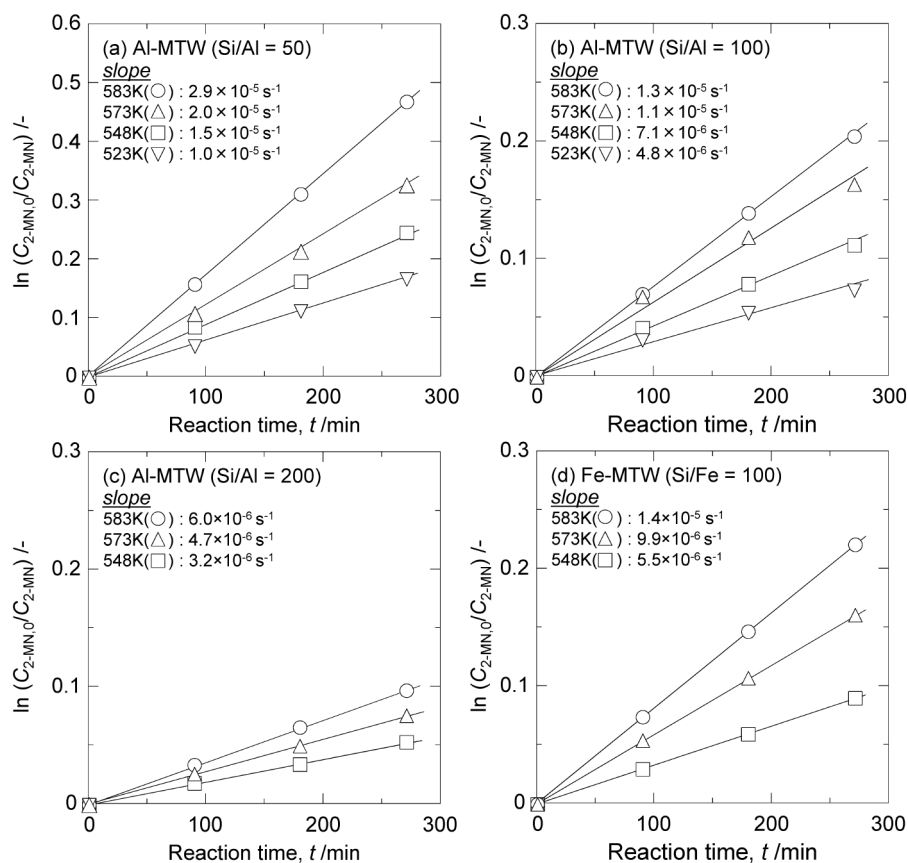 (a) Al-MTW (Si/Al = 50)
slope
583K(○) : 2.9 × 10⁻⁵ s⁻¹
573K(△) : 2.0 × 10⁻⁵ s⁻¹
548K(□) : 1.5 × 10⁻⁵ s⁻¹
523K(▽) : 1.0 × 10⁻⁵ s⁻¹
ln (C₂₋MN,₀/C₂₋MN) /-
0.6
0.5
0.4
0.3
0.2
0.1
0
0 100 200 300
Reaction time, t /min
(b) Al-MTW (Si/Al = 100)
slope
583K(○) : 1.3 × 10⁻⁵ s⁻¹
573K(△) : 1.1 × 10⁻⁵ s⁻¹
548K(□) : 7.1 × 10⁻⁶ s⁻¹
523K(▽) : 4.8 × 10⁻⁶ s⁻¹
ln (C₂₋MN,₀/C₂₋MN) /-
0.3
0.2
0.1
0
0 100 200 300
Reaction time, t /min
(c) Al-MTW (Si/Al = 200)
slope
583K(○) : 6.0×10⁻⁶ s⁻¹
573K(△) : 4.7×10⁻⁶ s⁻¹
548K(□) : 3.2×10⁻⁶ s⁻¹
ln (C₂₋MN,₀/C₂₋MN) /-
0.3
0.2
0.1
0
0 100 200 300
Reaction time, t /min
(d) Fe-MTW (Si/Fe = 100)
slope
583K(○) : 1.4×10⁻⁵ s⁻¹
573K(△) : 9.9×10⁻⁶ s⁻¹
548K(□) : 5.5×10⁻⁶ s⁻¹
ln (C₂₋MN,₀/C₂₋MN) /-
0.3
0.2
0.1
0
0 100 200 300
Reaction time, t /min